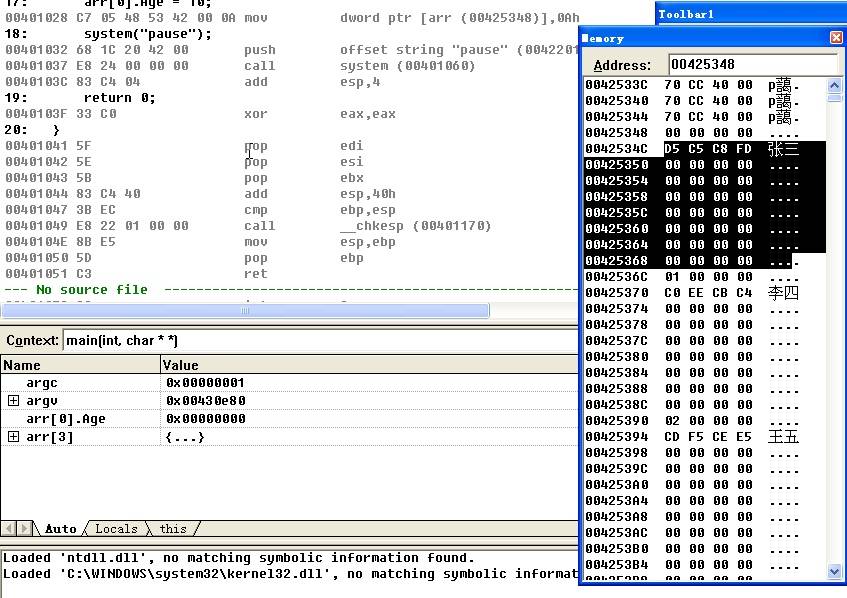 17:       arr[0].Age = 10;
00401028 C7 05 48 53 42 00 0A mov         dword ptr [arr (00425348)],0Ah
18:       system("pause");
00401032 68 1C 20 42 00       push        offset string "pause" (0042201
00401037 E8 24 00 00 00       call        system (00401060)
0040103C 83 C4 04             add         esp,4
19:       return 0;
0040103F 33 C0                xor         eax,eax
20:   }
00401041 5F                   pop         edi
00401042 5E                   pop         esi
00401043 5B                   pop         ebx
00401044 83 C4 40             add         esp,40h
00401047 3B EC                cmp         ebp,esp
00401049 E8 22 01 00 00       call        __chkesp (00401170)
0040104E 8B E5                mov         esp,ebp
00401050 5D                   pop         ebp
00401051 C3                   ret
--- No source file
Context: main(int, char * *)
Name Value
argc 0x00000001
argv 0x00430e80
arr[0].Age 0x00000000
arr[3] {...}
Auto Locals this
Loaded 'ntdll.dll', no matching symbolic information found.
Loaded 'C:\WINDOWS\system32\kernel32.dll', no matching symbolic informat
Toolbar1
Memory
Address: 00425348
0042533C 70 CC 40 00 p藹.
00425340 70 CC 40 00 p藹.
00425344 70 CC 40 00 p藹.
00425348 00 00 00 00 ....
0042534C D5 C5 C8 FD 张三
00425350 00 00 00 00 ....
00425354 00 00 00 00 ....
00425358 00 00 00 00 ....
0042535C 00 00 00 00 ....
00425360 00 00 00 00 ....
00425364 00 00 00 00 ....
00425368 00 00 00 00 ....
0042536C 01 00 00 00 ....
00425370 C0 EE CB C4 李四
00425374 00 00 00 00 ....
00425378 00 00 00 00 ....
0042537C 00 00 00 00 ....
00425380 00 00 00 00 ....
00425384 00 00 00 00 ....
00425388 00 00 00 00 ....
0042538C 00 00 00 00 ....
00425390 02 00 00 00 ....
00425394 CD F5 CE E5 王五
00425398 00 00 00 00 ....
0042539C 00 00 00 00 ....
004253A0 00 00 00 00 ....
004253A4 00 00 00 00 ....
004253A8 00 00 00 00 ....
004253AC 00 00 00 00 ....
004253B0 00 00 00 00 ....
004253B4 00 00 00 00 ....